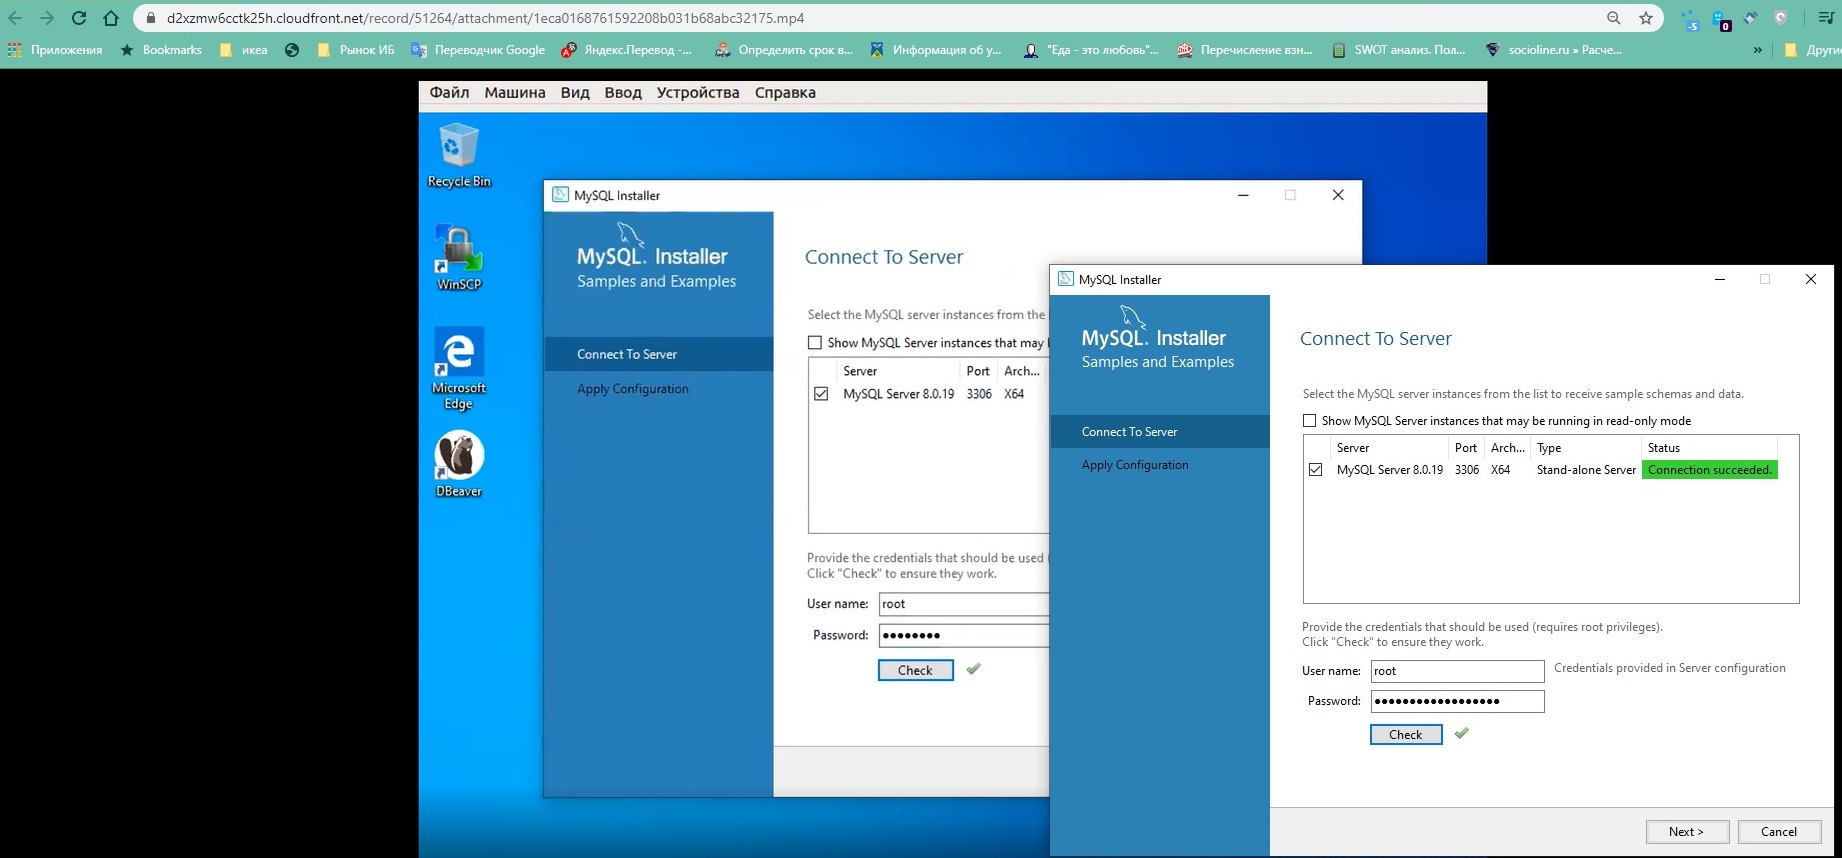 d2xzmw6cctk25h.cloudfront.net/record/51264/attachment/1eca0168761592208b031b68abc32175.mp4
-5
0
Приложения
Bookmarks
икеа
Рынок ИБ
Переводчик Google
Яндекс.Перевод -...
Определить срок в...
Информация об у...
"Еда - это любовь"...
Перечисление взн...
SWOT анализ. Пол...
socioline.ru » Расче...
»
Файл Машина Вид Ввод Устройства Справка
Recycle Bin
WinSCP
Microsoft
Edge
DBeaver
MySQL Installer
MySQL. Installer
Samples and Examples
Connect To Server
Apply Configuration
Connect To Server
Select the MySQL server instances from the
Show MySQL Server instances that may
Server Port Arch...
MySQL Server 8.0.19 3306 X64
Provide the credentials that should be used
Click "Check" to ensure they work.
User name: root
Password: ●●●●●●●●
Check
MySQL Installer
MySQL. Installer
Samples and Examples
Connect To Server
Apply Configuration
Connect To Server
Select the MySQL server instances from the list to receive sample schemas and data.
Show MySQL Server instances that may be running in read-only mode
Server Port Arch... Type Status
MySQL Server 8.0.19 3306 X64 Stand-alone Server Connection succeeded.
Provide the credentials that should be used (requires root privileges).
Click "Check" to ensure they work.
User name: root Credentials provided in Server configuration
Password: ●●●●●●●●●●●●●●●●●●
Check
Next > Cancel